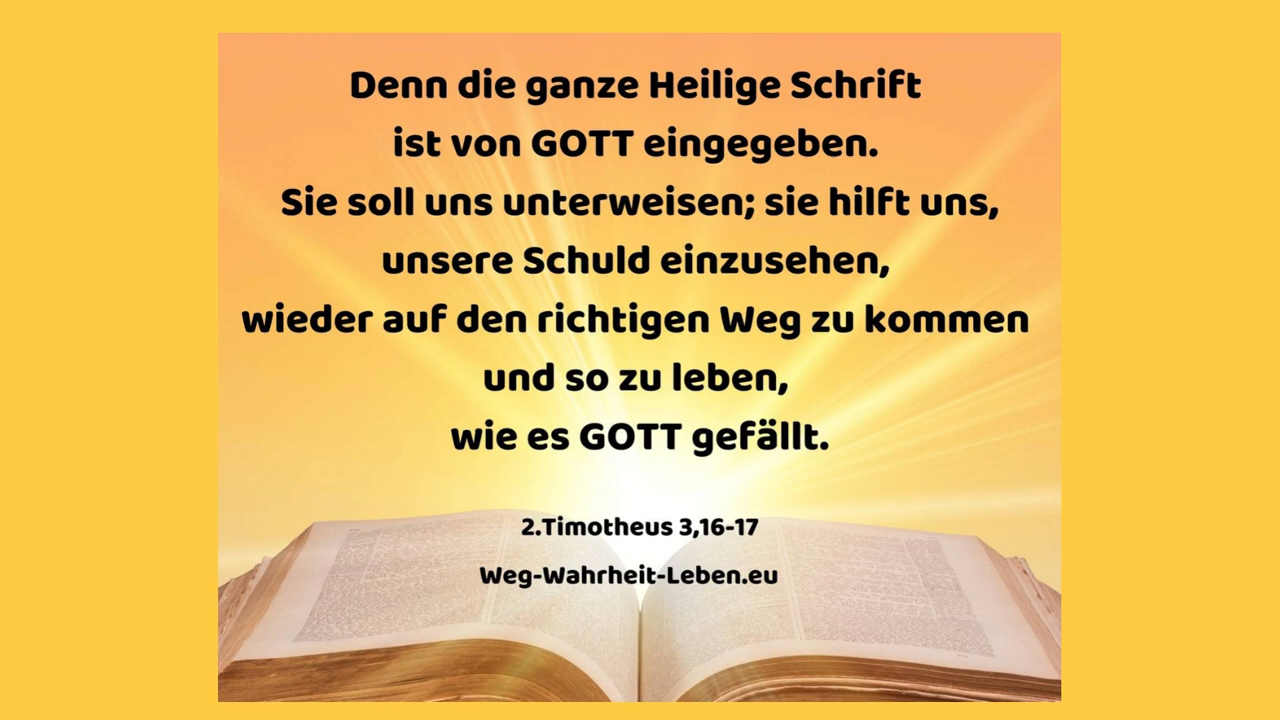 Denn die ganze Heilige Schrift
ist von GOTT eingegeben.
Sie soll uns unterweisen; sie hilft uns,
unsere Schuld einzusehen,
wieder auf den richtigen Weg zu kommen
und so zu leben,
wie es GOTT gefällt.
2.Timotheus 3,16-17
Weg-Wahrheit-Leben.eu